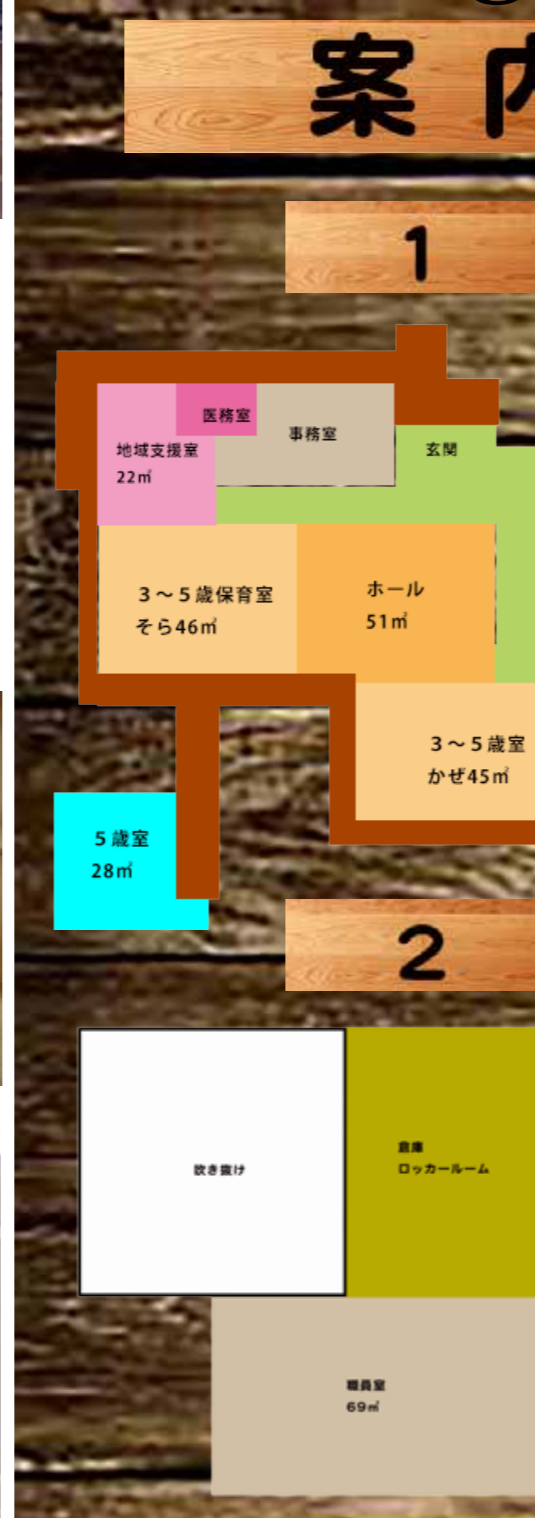 案内
1
医務室
事務室
地域支援室
22㎡
玄関
3～5歳保育室
そら46㎡
ホール
51㎡
3～5歳室
かぜ45㎡
5歳室
28㎡
2
吹き抜け
倉庫
ロッカールーム
職員室
69㎡